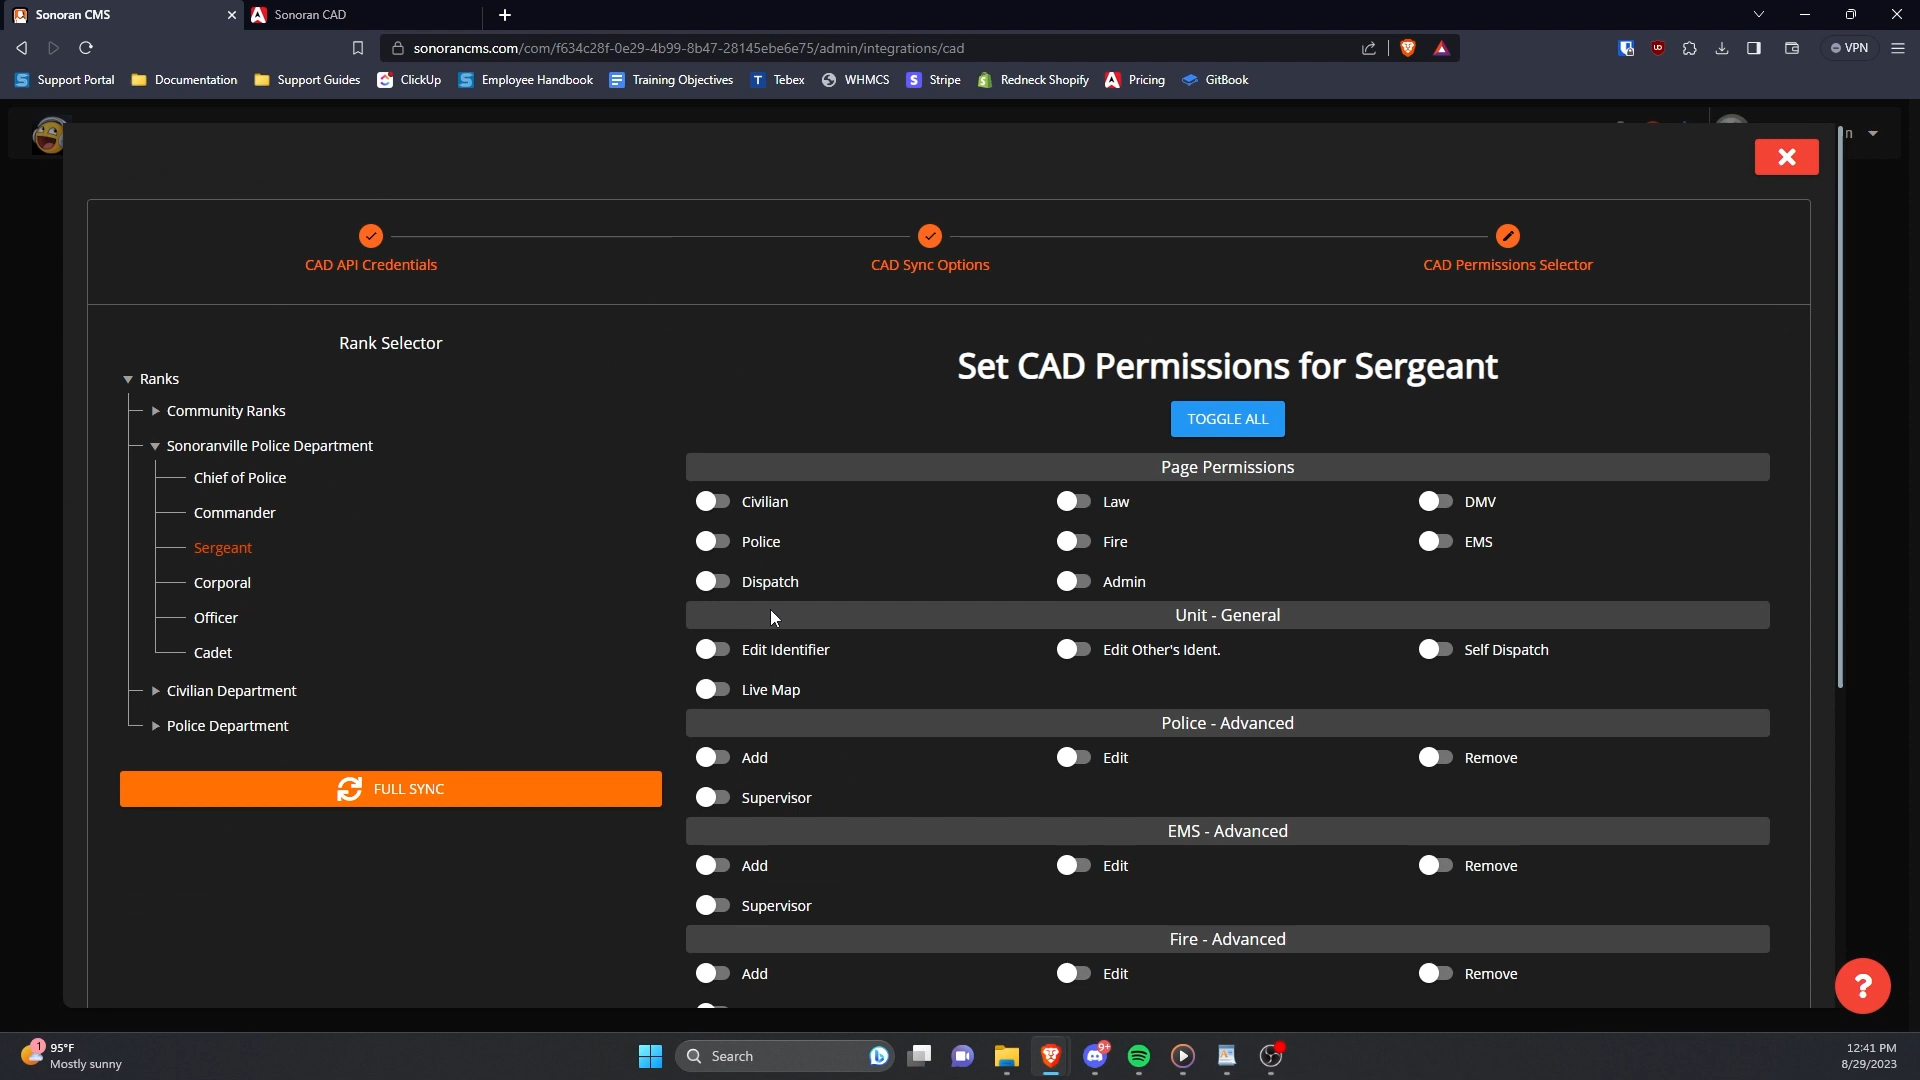 Sonoran CMS
Sonoran CAD
sonorancms.com/com/f634c28f-0e29-4b99-8b47-28145ebe6e75/admin/integrations/cad
VPN
Support Portal
Documentation
Support Guides
ClickUp
Employee Handbook
Training Objectives
Tebex
WHMCS
Stripe
Redneck Shopify
Pricing
GitBook
CAD API Credentials
CAD Sync Options
CAD Permissions Selector
Rank Selector
Ranks
Community Ranks
Sonoranville Police Department
Chief of Police
Commander
Sergeant
Corporal
Officer
Cadet
Civilian Department
Police Department
FULL SYNC
Set CAD Permissions for Sergeant
TOGGLE ALL
Page Permissions
Civilian
Law
DMV
Police
Fire
EMS
Dispatch
Admin
Unit - General
Edit Identifier
Edit Other's Ident.
Self Dispatch
Live Map
Police - Advanced
Add
Edit
Remove
Supervisor
EMS - Advanced
Add
Edit
Remove
Supervisor
Fire - Advanced
Add
Edit
Remove
?
1
95°F
Mostly sunny
Search
9+
12:41 PM
8/29/2023